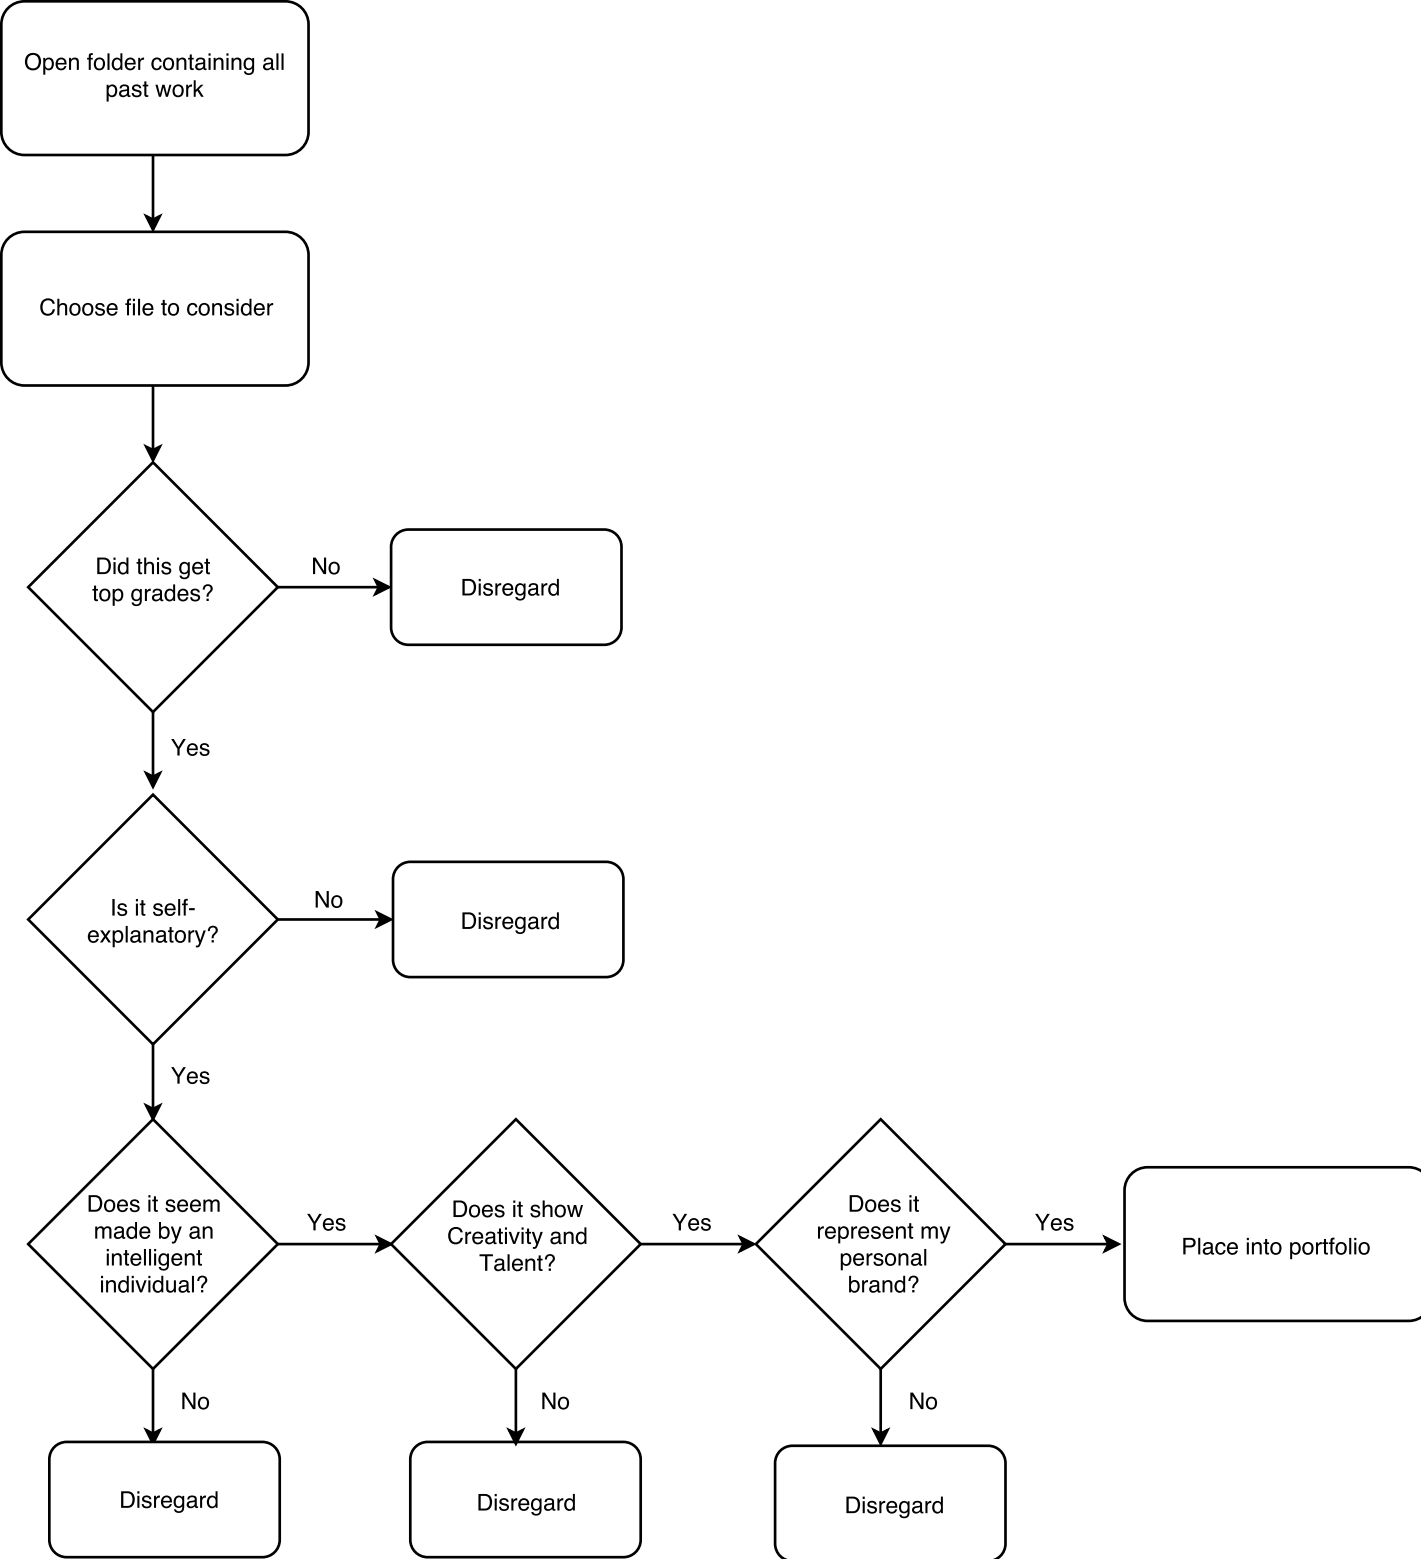 Open folder containing all
past work
Choose file to consider
Did this get
top grades?
No
Disregard
Yes
Is it self-
explanatory?
No
Disregard
Yes
Does it seem
made by an
intelligent
individual?
Yes
Does it show
Creativity and
Talent?
Yes
Does it
represent my
personal
brand?
Yes
Place into portfolio
No
No
No
Disregard
Disregard
Disregard